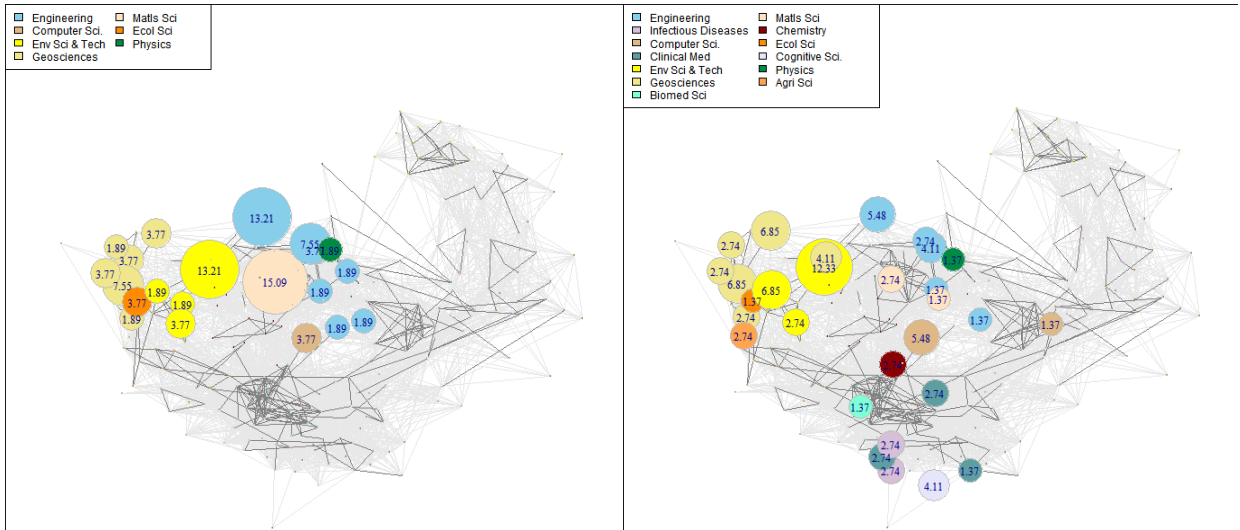 Engineering
Computer Sci.
Env Sci & Tech
Geosciences
Matls Sci
Ecol Sci
Physics
13.21
3.77
7.55
1.89
1.89
3.77
3.77
13.21
1.89
7.55
15.09
1.89
1.89
3.77
1.89
1.89
3.77
1.89
1.89
3.77
Engineering
Infectious Diseases
Computer Sci.
Clinical Med
Env Sci & Tech
Geosciences
Biomed Sci
Matls Sci
Chemistry
Ecol Sci
Cognitive Sci.
Physics
Agri Sci
5.48
6.85
2.74
2.74
4.11
4.11
1.37
2.74
12.33
2.74
6.85
6.85
1.37
1.37
1.37
2.74
2.74
1.37
1.37
2.74
5.48
2.74
2.74
1.37
2.74
2.74
2.74
1.37
4.11